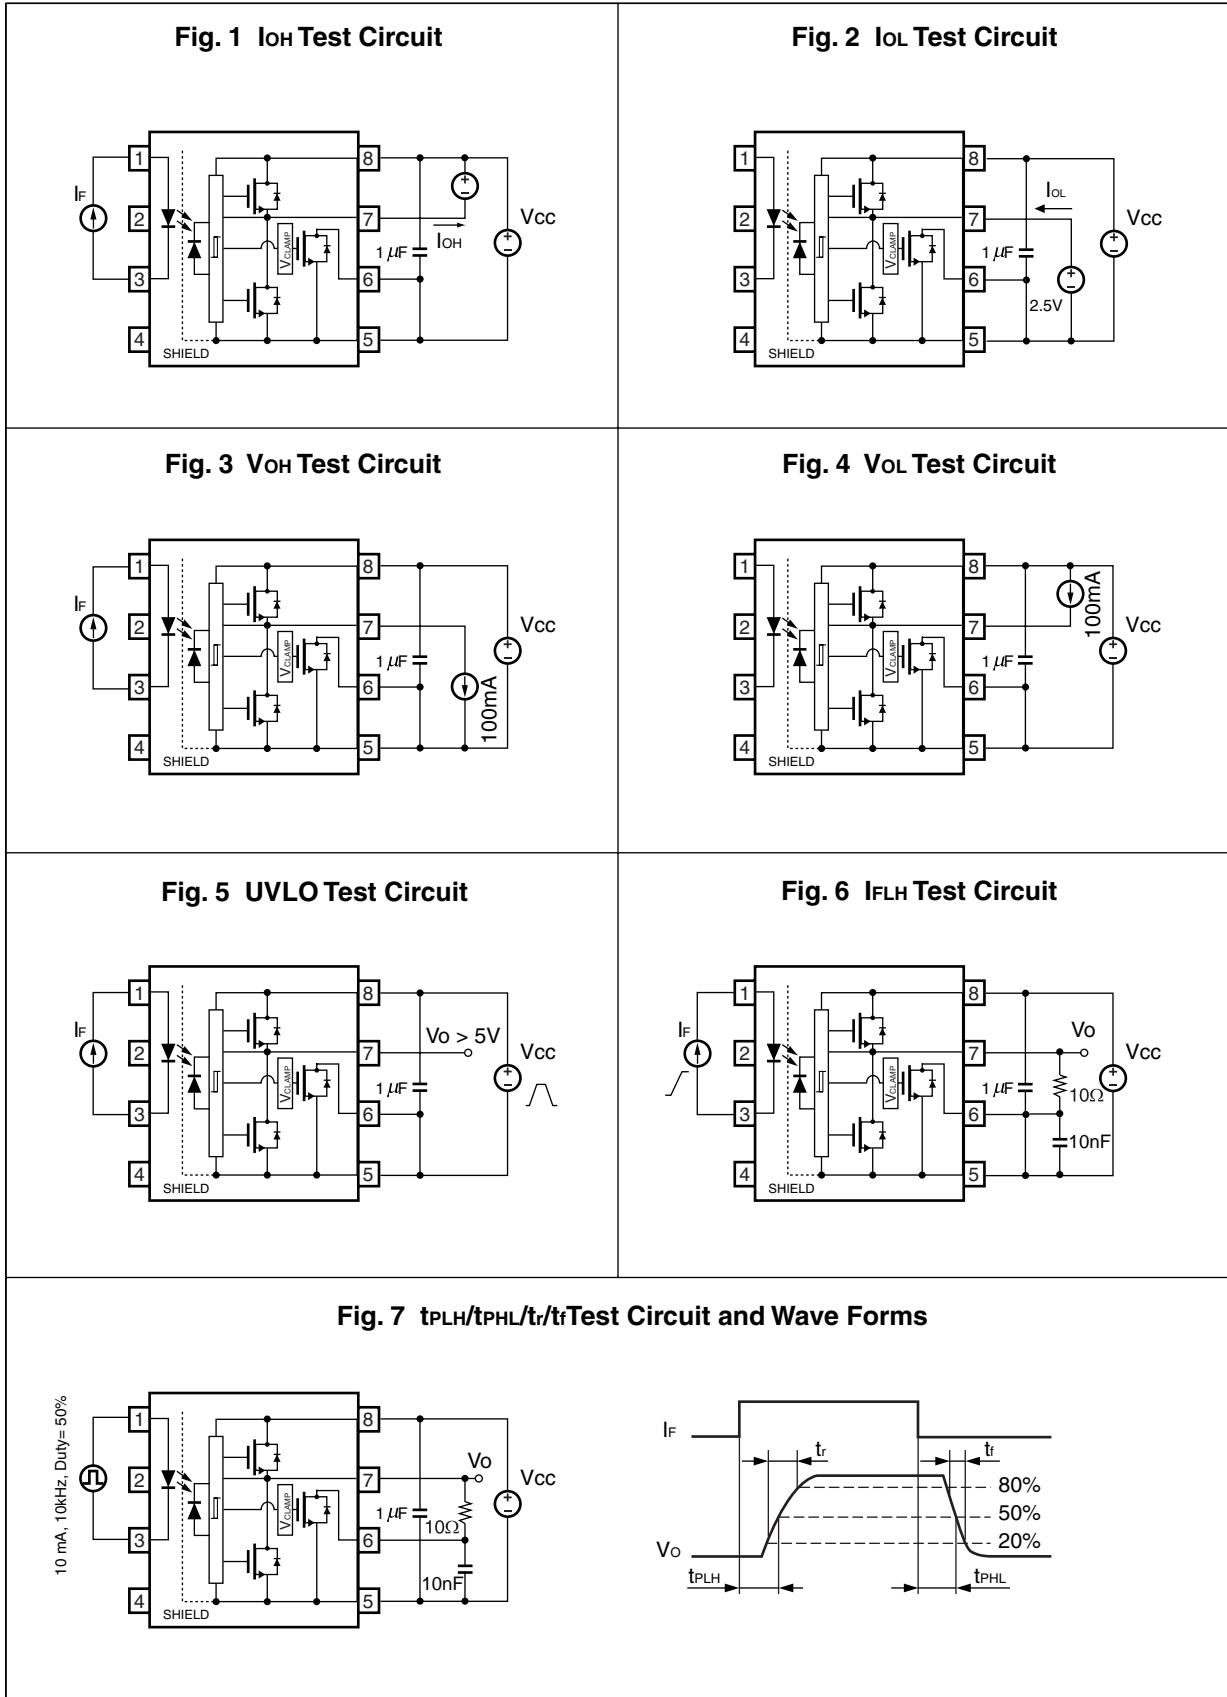 Fig. 1 IOH Test Circuit
1
2
3
4
8
7
6
5
IF
VCLAMP
SHIELD
IOH
1 μF
Vcc
Fig. 2 IOL Test Circuit
1
2
3
4
8
7
6
5
VCLAMP
SHIELD
IOL
1 μF
2.5V
Vcc
Fig. 3 VOH Test Circuit
1
2
3
4
8
7
6
5
IF
VCLAMP
SHIELD
1 μF
100mA
Vcc
Fig. 4 VOL Test Circuit
1
2
3
4
8
7
6
5
VCLAMP
SHIELD
1 μF
100mA
Vcc
Fig. 5 UVLO Test Circuit
1
2
3
4
8
7
6
5
IF
VCLAMP
SHIELD
Vo > 5V
1 μF
Vcc
Fig. 6 IFLH Test Circuit
1
2
3
4
8
7
6
5
IF
VCLAMP
SHIELD
Vo
1 μF
10Ω
10nF
Vcc
Fig. 7 tPLH/tPHL/tr/tfTest Circuit and Wave Forms
10 mA, 10kHz, Duty= 50%
1
2
3
4
8
7
6
5
VCLAMP
SHIELD
Vo
1 μF
10Ω
10nF
Vcc
IF
tr
tf
80%
50%
20%
VO
tPLH
tPHL